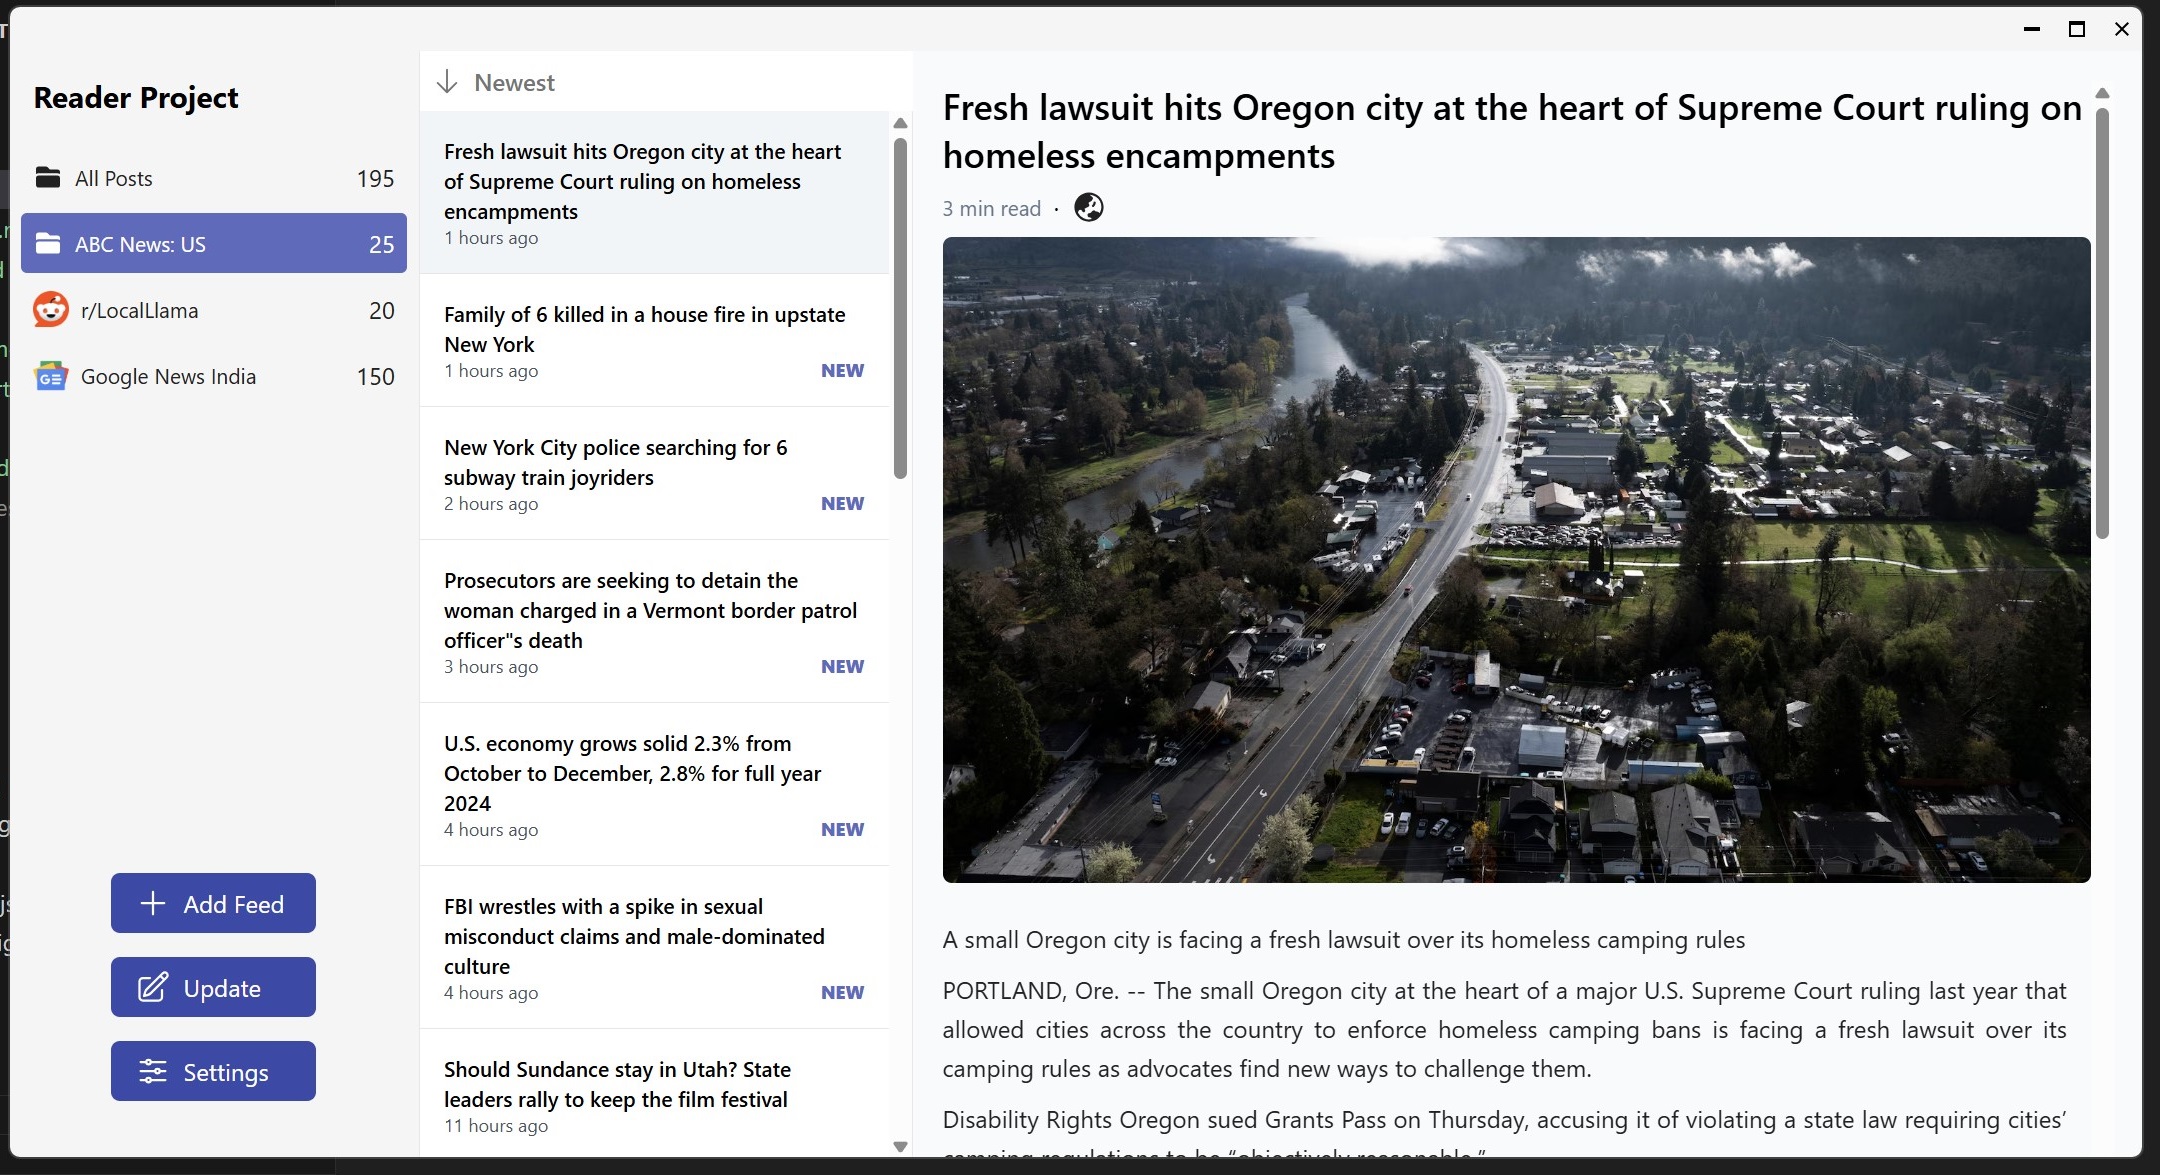 Reader Project
All Posts 195
ABC News: US 25
r/LocalLlama 20
Google News India 150
Add Feed
Update
Settings
Newest
Fresh lawsuit hits Oregon city at the heart
of Supreme Court ruling on homeless
encampments
1 hours ago
Family of 6 killed in a house fire in upstate
New York
1 hours ago NEW
New York City police searching for 6
subway train joyriders
2 hours ago NEW
Prosecutors are seeking to detain the
woman charged in a Vermont border patrol
officer"s death
3 hours ago NEW
U.S. economy grows solid 2.3% from
October to December, 2.8% for full year
2024
4 hours ago NEW
FBI wrestles with a spike in sexual
misconduct claims and male-dominated
culture
4 hours ago NEW
Should Sundance stay in Utah? State
leaders rally to keep the film festival
11 hours ago
Fresh lawsuit hits Oregon city at the heart of Supreme Court ruling on
homeless encampments
3 min read ·
A small Oregon city is facing a fresh lawsuit over its homeless camping rules
PORTLAND, Ore. -- The small Oregon city at the heart of a major U.S. Supreme Court ruling last year that
allowed cities across the country to enforce homeless camping bans is facing a fresh lawsuit over its
camping rules as advocates find new ways to challenge them.
Disability Rights Oregon sued Grants Pass on Thursday, accusing it of violating a state law requiring cities’
camping regulations to be “objectively reasonable.”